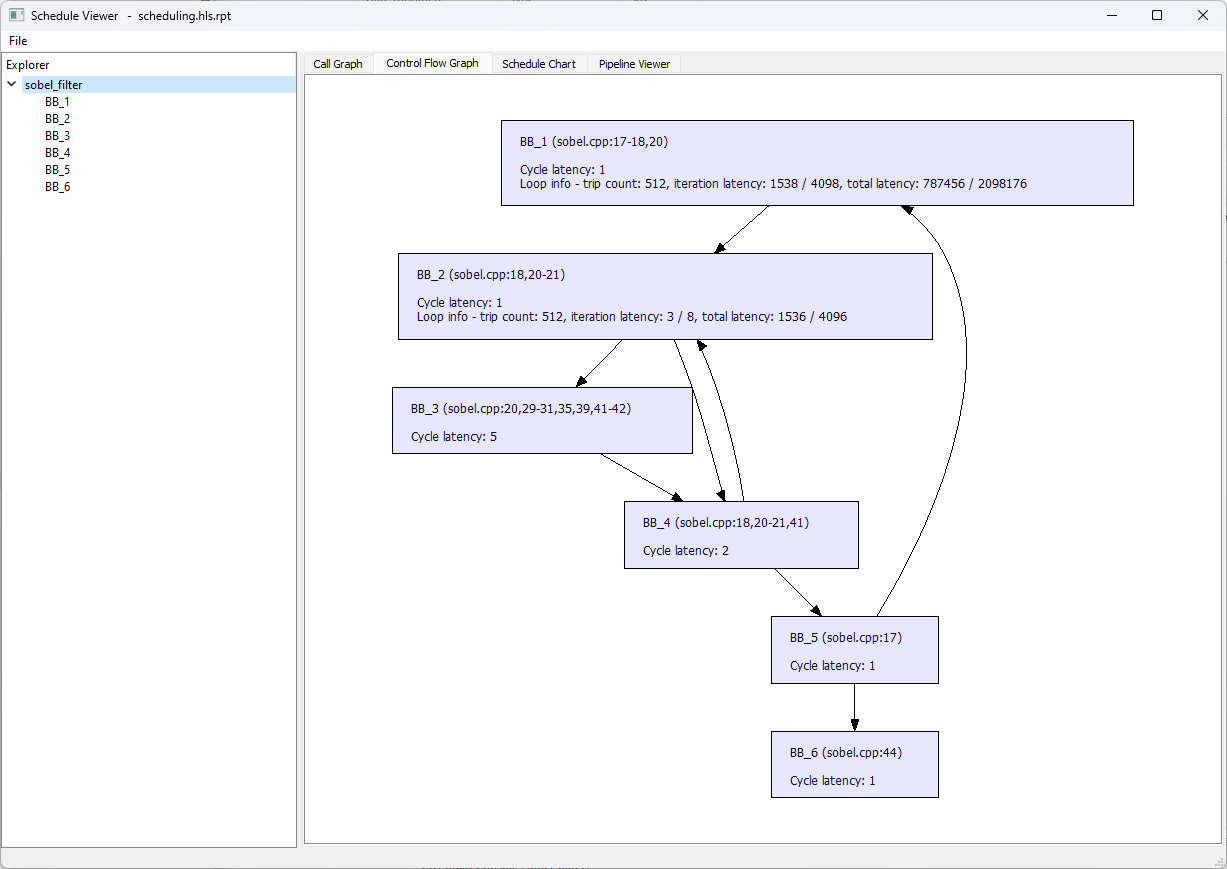 Schedule Viewer - scheduling.hls.rpt
File
Explorer
sobel_filter
BB_1
BB_2
BB_3
BB_4
BB_5
BB_6
Call Graph
Control Flow Graph
Schedule Chart
Pipeline Viewer
BB_1 (sobel.cpp:17-18,20)
Cycle latency: 1
Loop info - trip count: 512, iteration latency: 1538 / 4098, total latency: 787456 / 2098176
BB_2 (sobel.cpp:18,20-21)
Cycle latency: 1
Loop info - trip count: 512, iteration latency: 3 / 8, total latency: 1536 / 4096
BB_3 (sobel.cpp:20,29-31,35,39,41-42)
Cycle latency: 5
BB_4 (sobel.cpp:18,20-21,41)
Cycle latency: 2
BB_5 (sobel.cpp:17)
Cycle latency: 1
BB_6 (sobel.cpp:44)
Cycle latency: 1